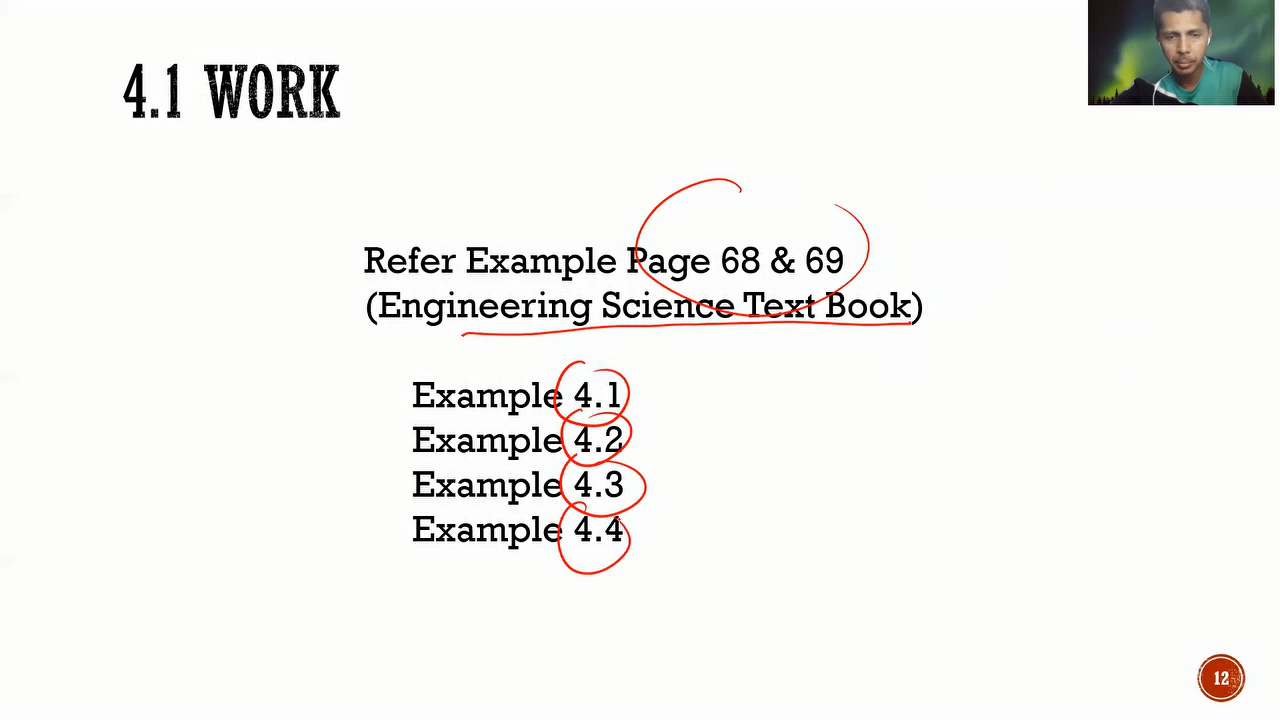 4.1 WORK
Refer Example Page 68 & 69
(Engineering Science Text Book)
Example 4.1
Example 4.2
Example 4.3
Example 4.4
12